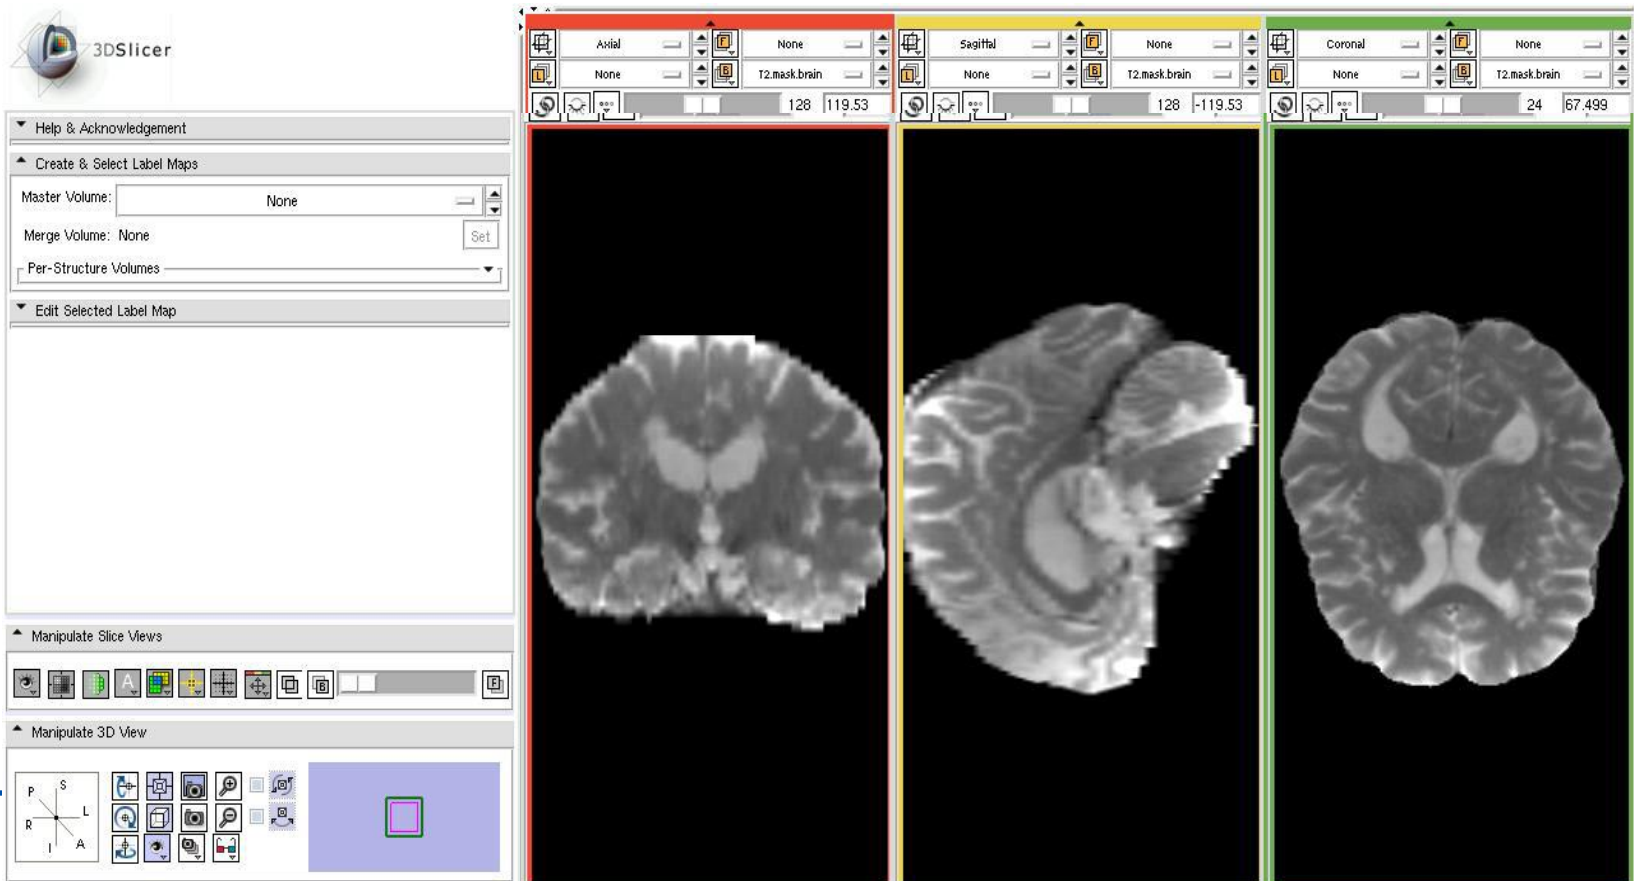 3DSlicer
Help & Acknowledgement
Create & Select Label Maps
Master Volume: None
Merge Volume: None Set
Per-Structure Volumes
Edit Selected Label Map
Manipulate Slice Views
A B F
Manipulate 3D View
P S
R L
I A
Axial F None
L None B T2.mask.brain
128 119.53
Sagittal F None
L None B T2.mask.brain
128 -119.53
Coronal F None
L None B T2.mask.brain
24 67.499